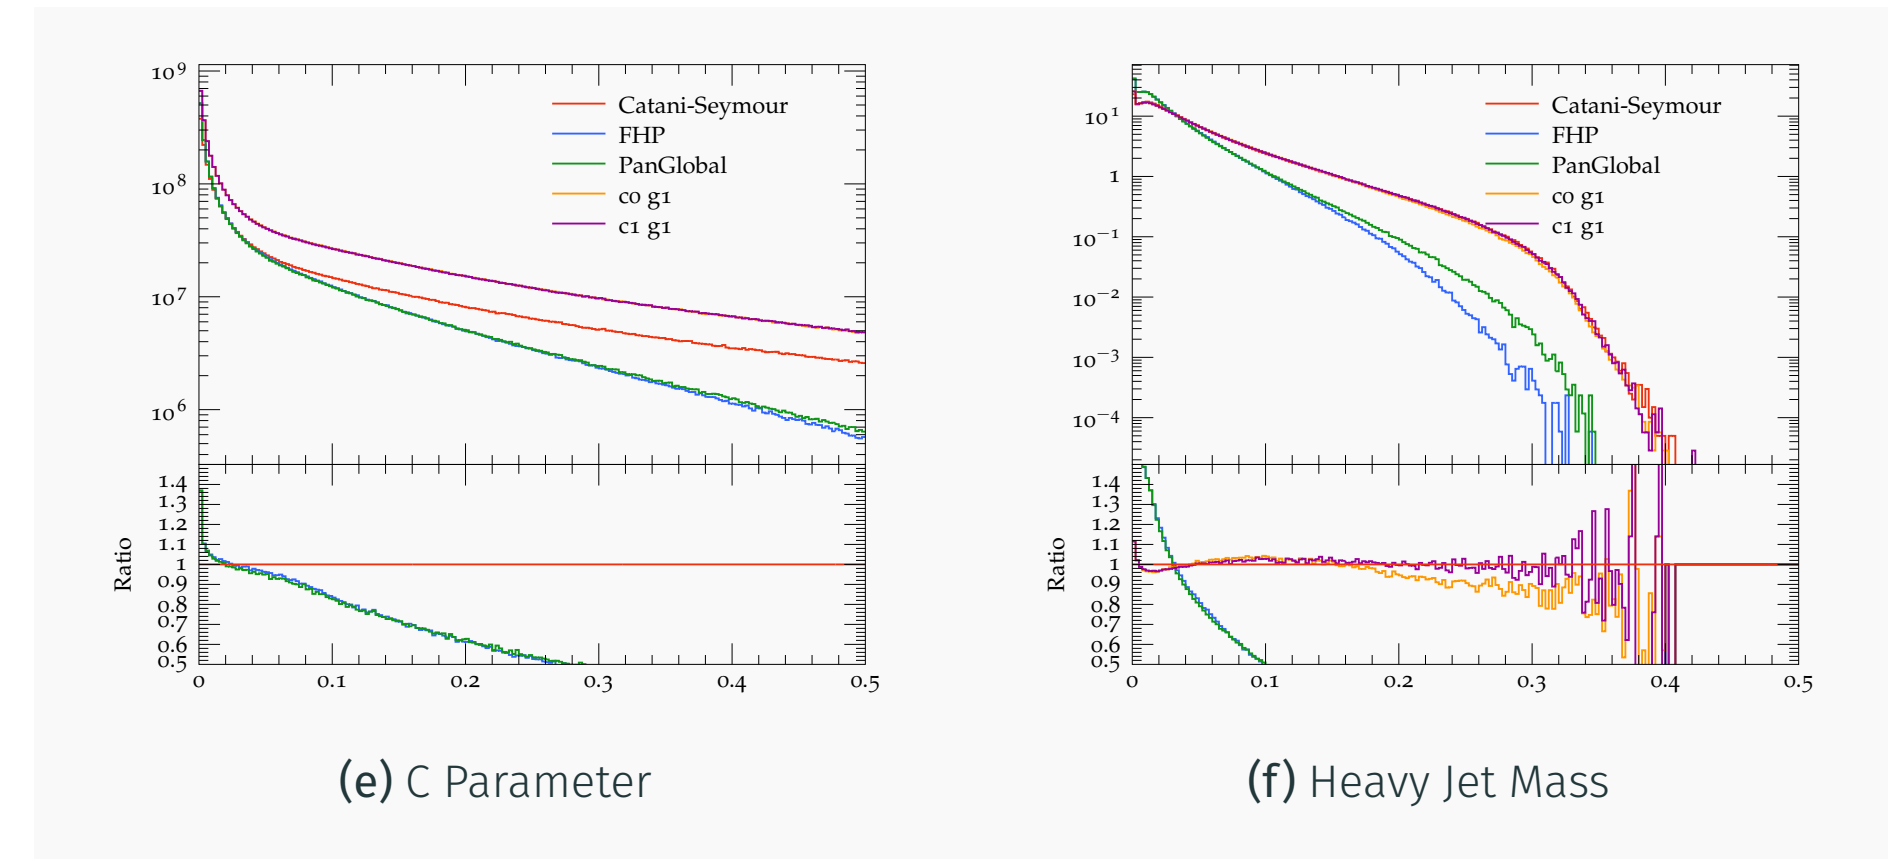 10^9
10^8
10^7
10^6
Catani-Seymour
FHP
PanGlobal
c0 g1
c1 g1
Ratio
1.4
1.3
1.2
1.1
1
0.9
0.8
0.7
0.6
0.5
0 0.1 0.2 0.3 0.4 0.5
(e) C Parameter
10^1
1
10^−1
10^−2
10^−3
10^−4
Catani-Seymour
FHP
PanGlobal
c0 g1
c1 g1
Ratio
1.4
1.3
1.2
1.1
1
0.9
0.8
0.7
0.6
0.5
0 0.1 0.2 0.3 0.4 0.5
(f) Heavy Jet Mass